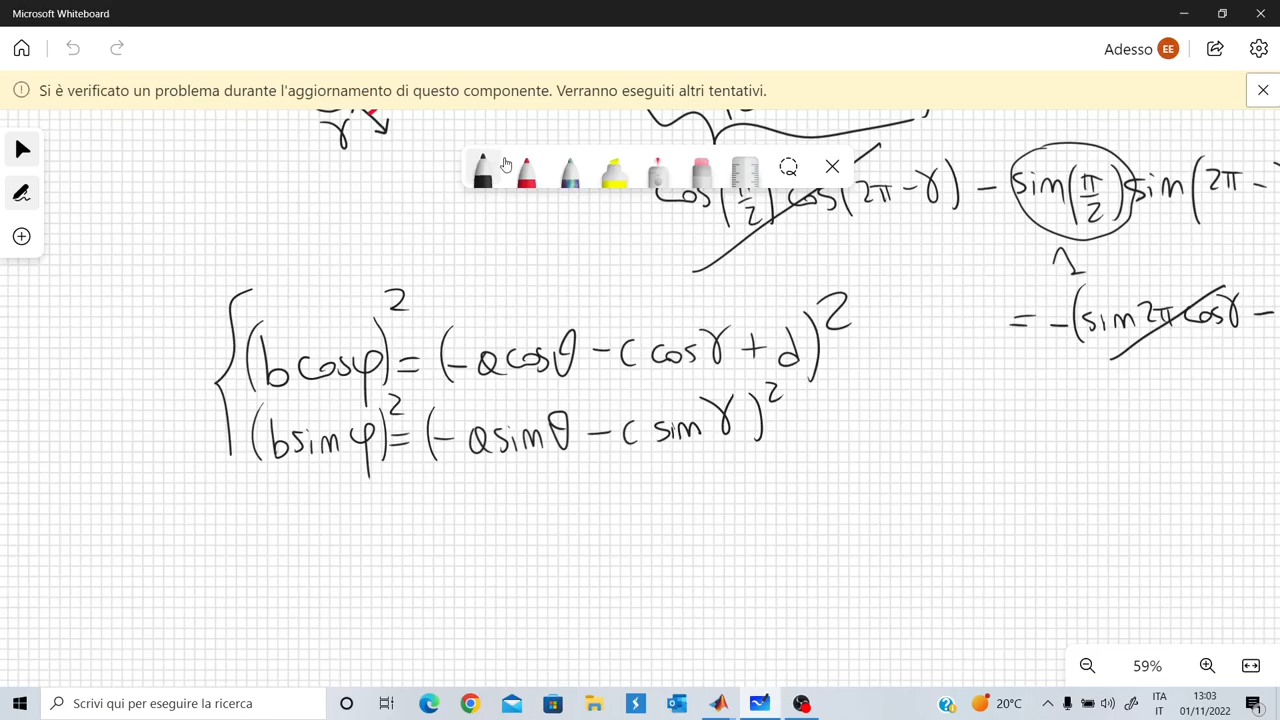 Microsoft Whiteboard
Adesso EE
Si è verificato un problema durante l'aggiornamento di questo componente. Verranno eseguiti altri tentativi.
γ
cos(π/2) cos(2π − γ) − sin(π/2) sin(2π −
1
= −(sin 2π cos γ −
(b cos φ)² = (− a cos θ − c cos γ + d)²
(b sin φ)² = (− a sin θ − c sin γ)²
59%
Scrivi qui per eseguire la ricerca
20°C
ITA
IT
13:03
01/11/2022
1